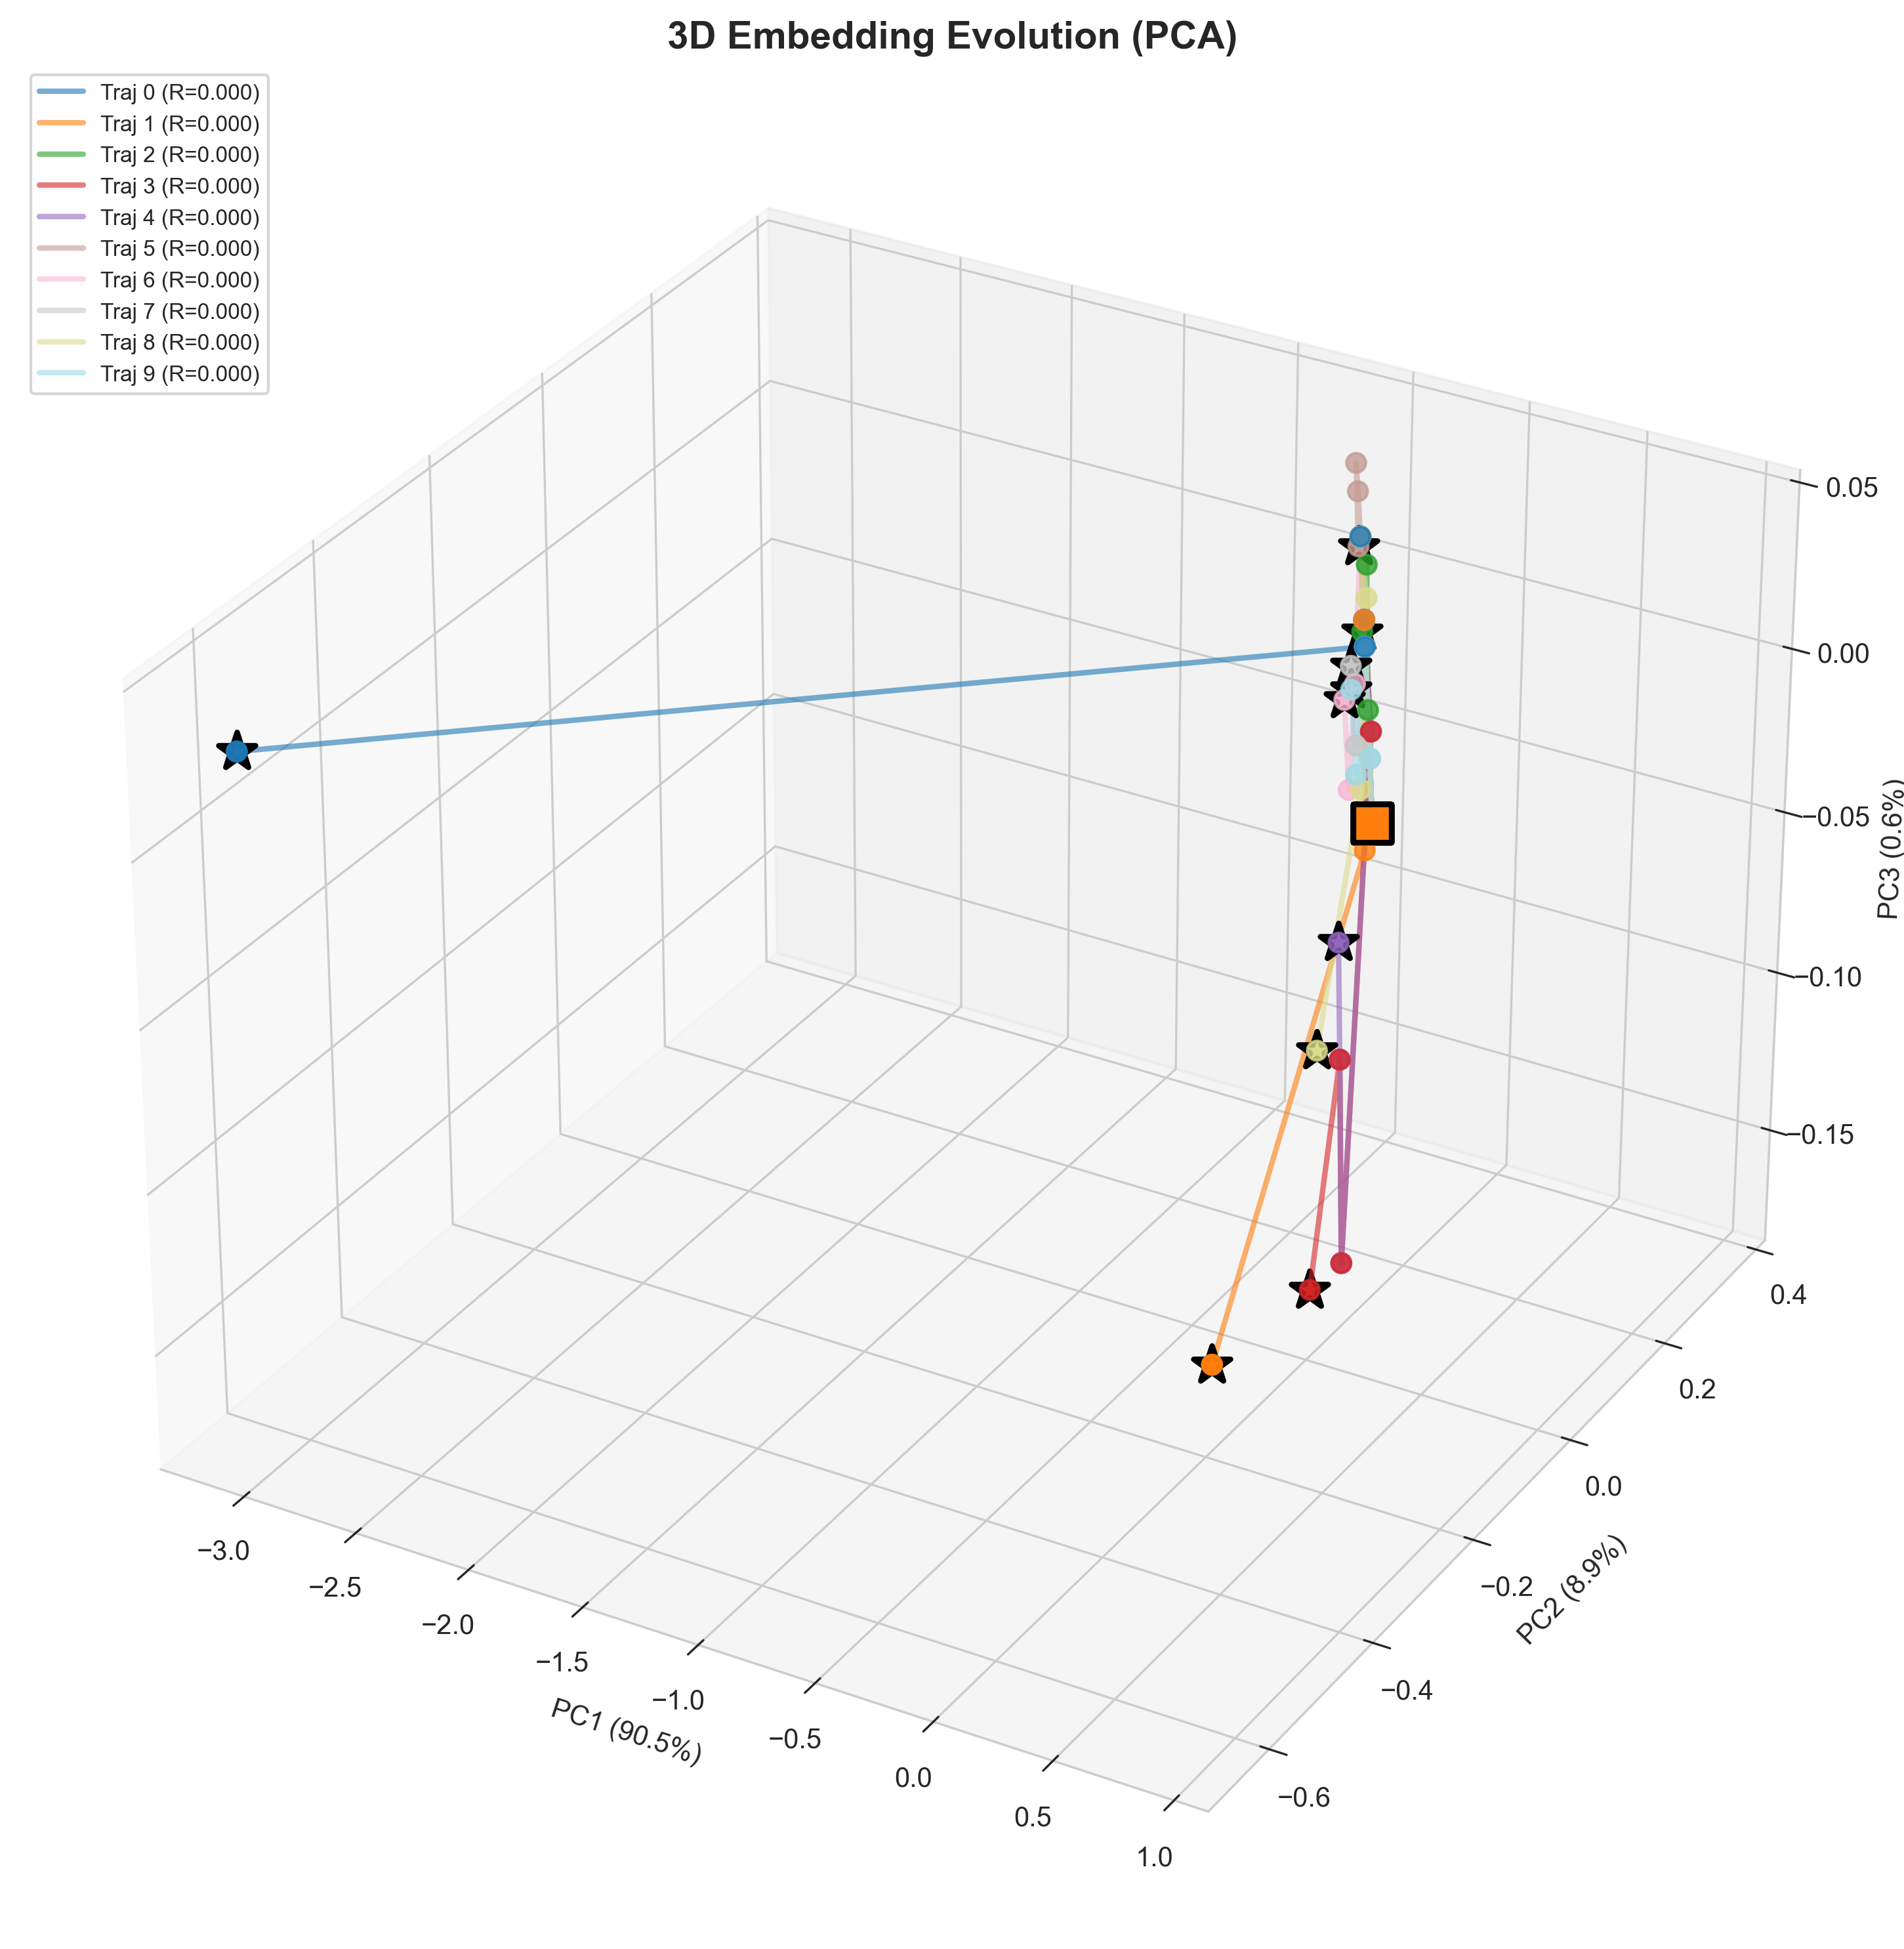 3D Embedding Evolution (PCA)
Traj 0 (R=0.000)
Traj 1 (R=0.000)
Traj 2 (R=0.000)
Traj 3 (R=0.000)
Traj 4 (R=0.000)
Traj 5 (R=0.000)
Traj 6 (R=0.000)
Traj 7 (R=0.000)
Traj 8 (R=0.000)
Traj 9 (R=0.000)
0.05
0.00
−0.05
−0.10
−0.15
PC3 (0.6%)
0.4
0.2
0.0
−0.2
−0.4
−0.6
PC2 (8.9%)
−3.0
−2.5
−2.0
−1.5
−1.0
−0.5
0.0
0.5
1.0
PC1 (90.5%)